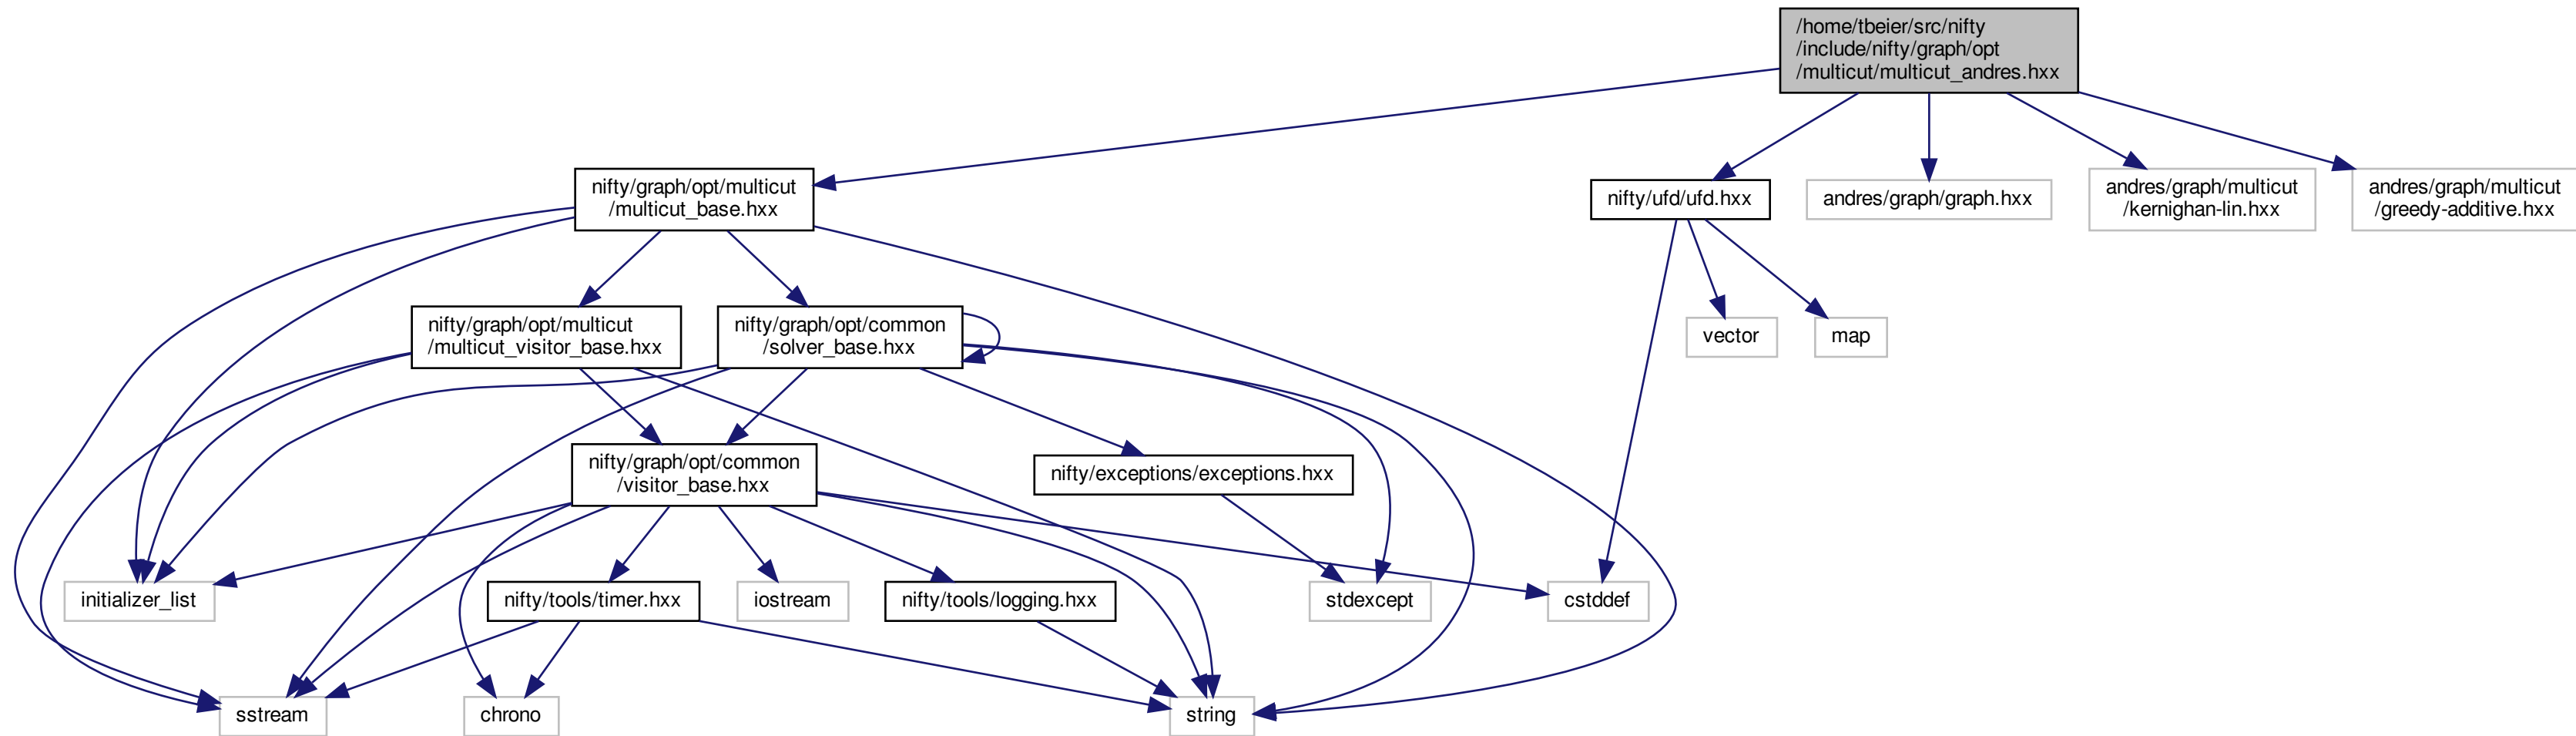 /home/tbeier/src/nifty
/include/nifty/graph/opt
/multicut/multicut_andres.hxx
nifty/graph/opt/multicut
/multicut_base.hxx
nifty/ufd/ufd.hxx
andres/graph/graph.hxx
andres/graph/multicut
/kernighan-lin.hxx
andres/graph/multicut
/greedy-additive.hxx
nifty/graph/opt/multicut
/multicut_visitor_base.hxx
nifty/graph/opt/common
/solver_base.hxx
vector
map
nifty/graph/opt/common
/visitor_base.hxx
nifty/exceptions/exceptions.hxx
initializer_list
nifty/tools/timer.hxx
iostream
nifty/tools/logging.hxx
stdexcept
cstddef
sstream
chrono
string